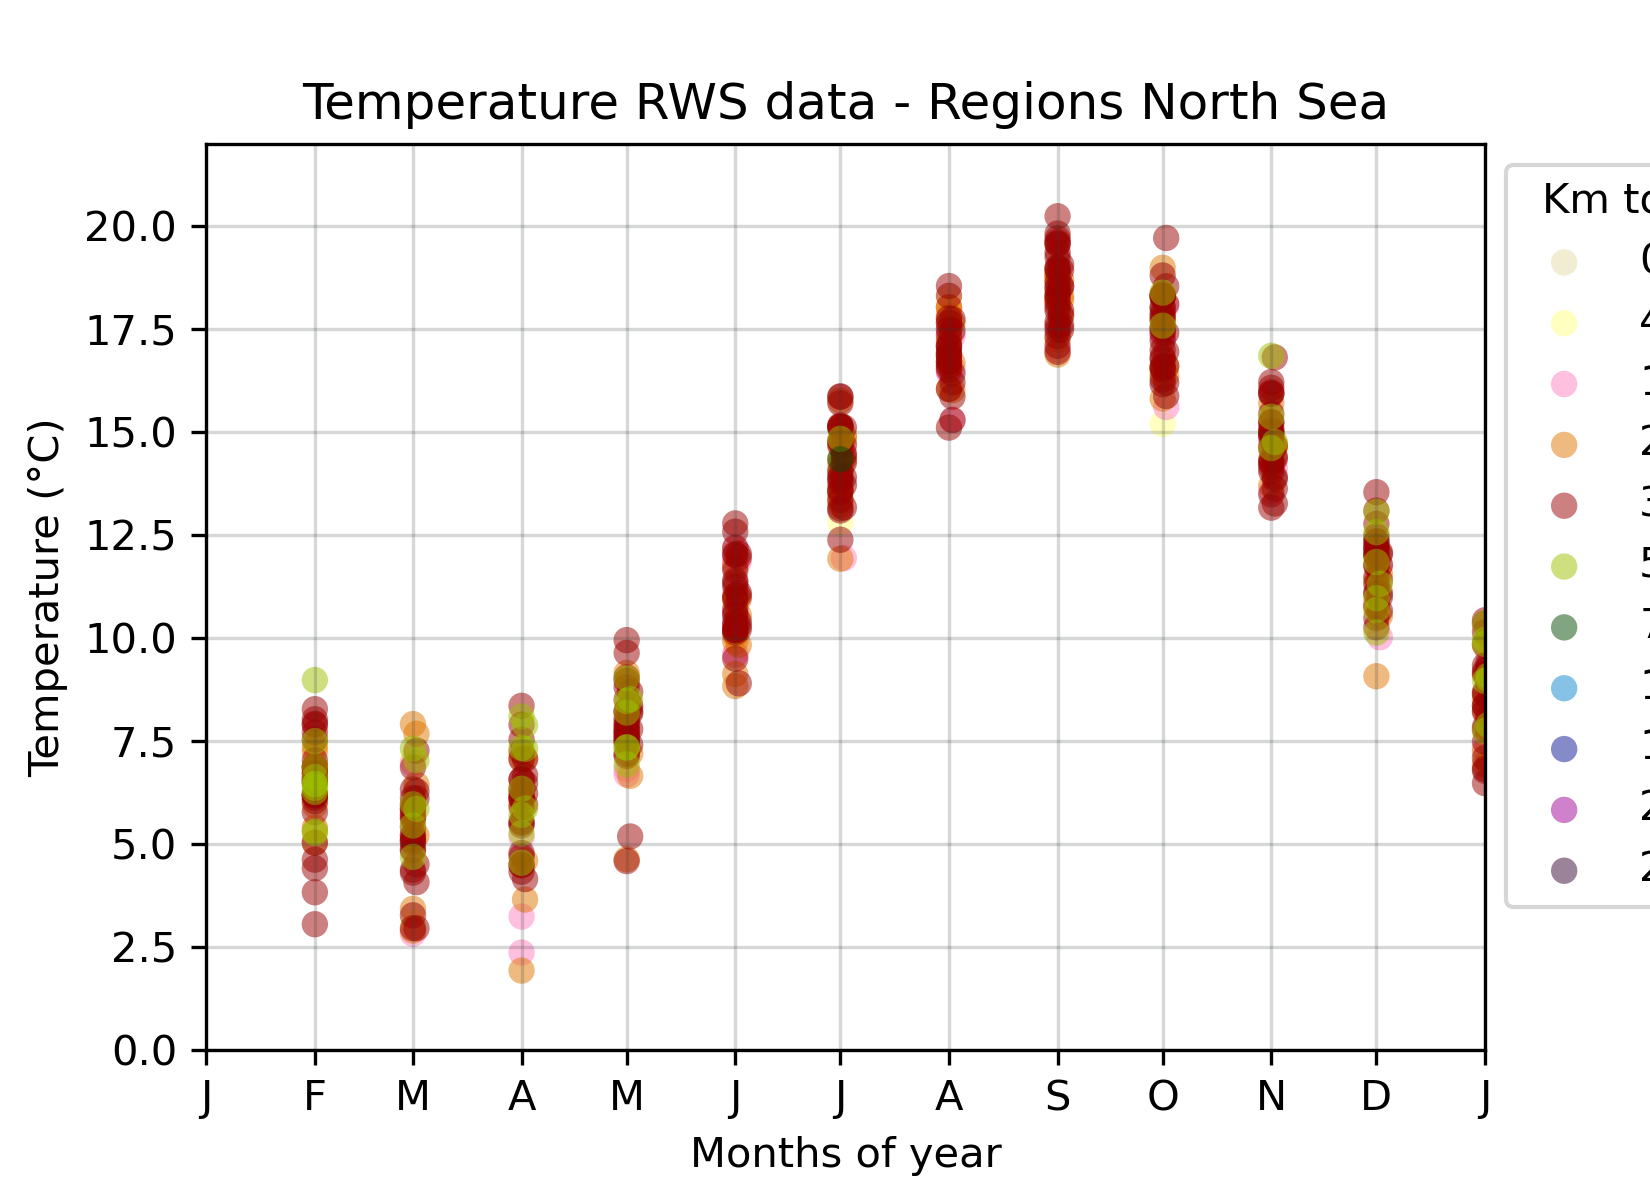 Temperature RWS data - Regions North Sea
Temperature (°C)
20.0
17.5
15.0
12.5
10.0
7.5
5.0
2.5
0.0
J F M A M J J A S O N D J
Months of year
Km